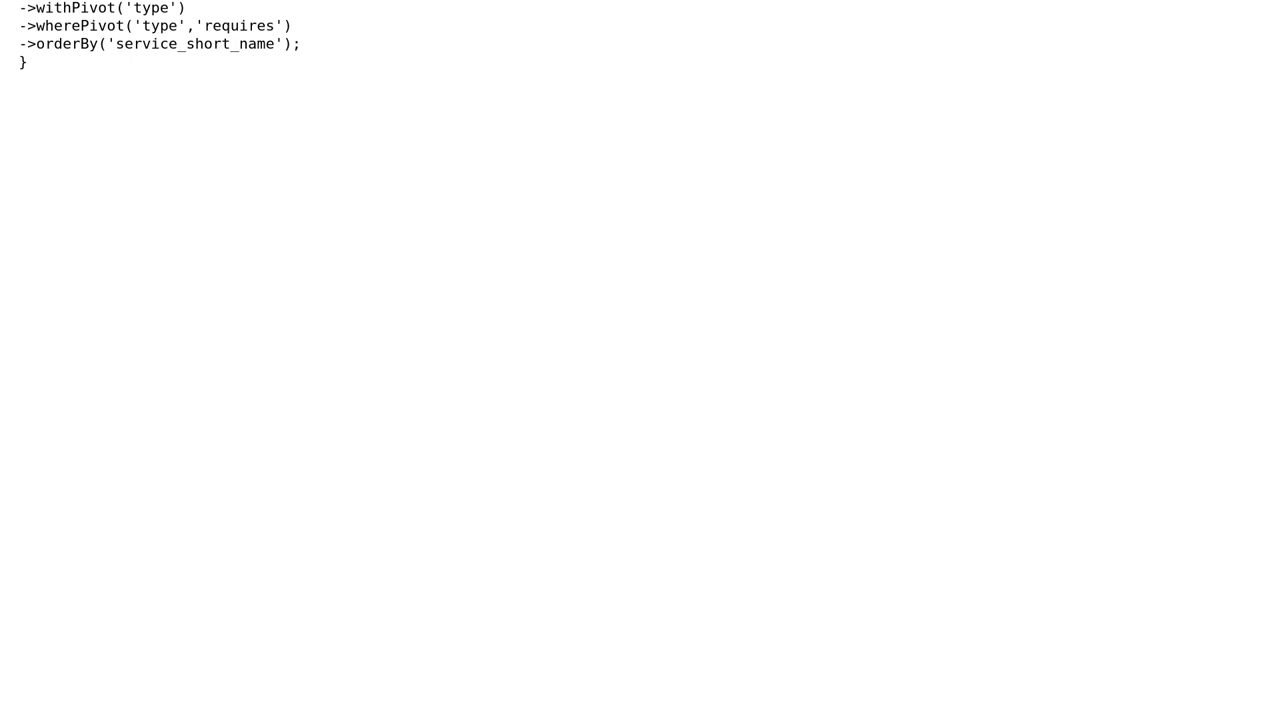 ->withPivot('type')
->wherePivot('type','requires')
->orderBy('service_short_name');
}